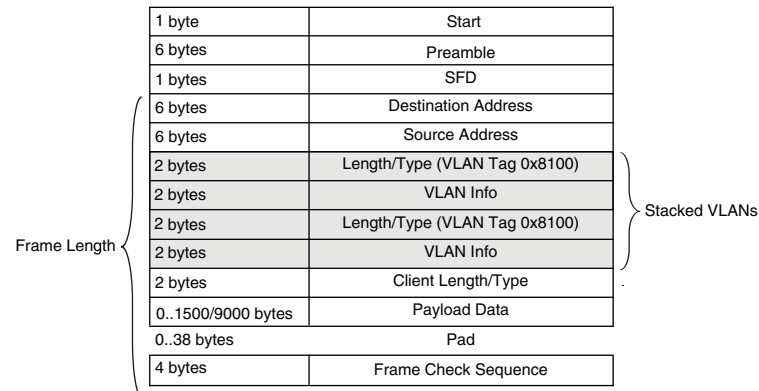 1 byte Start
6 bytes Preamble
1 bytes SFD
6 bytes Destination Address
6 bytes Source Address
2 bytes Length/Type (VLAN Tag 0x8100)
2 bytes VLAN Info
2 bytes Length/Type (VLAN Tag 0x8100)
2 bytes VLAN Info
2 bytes Client Length/Type
0..1500/9000 bytes Payload Data
0..38 bytes Pad
4 bytes Frame Check Sequence
Frame Length
Stacked VLANs